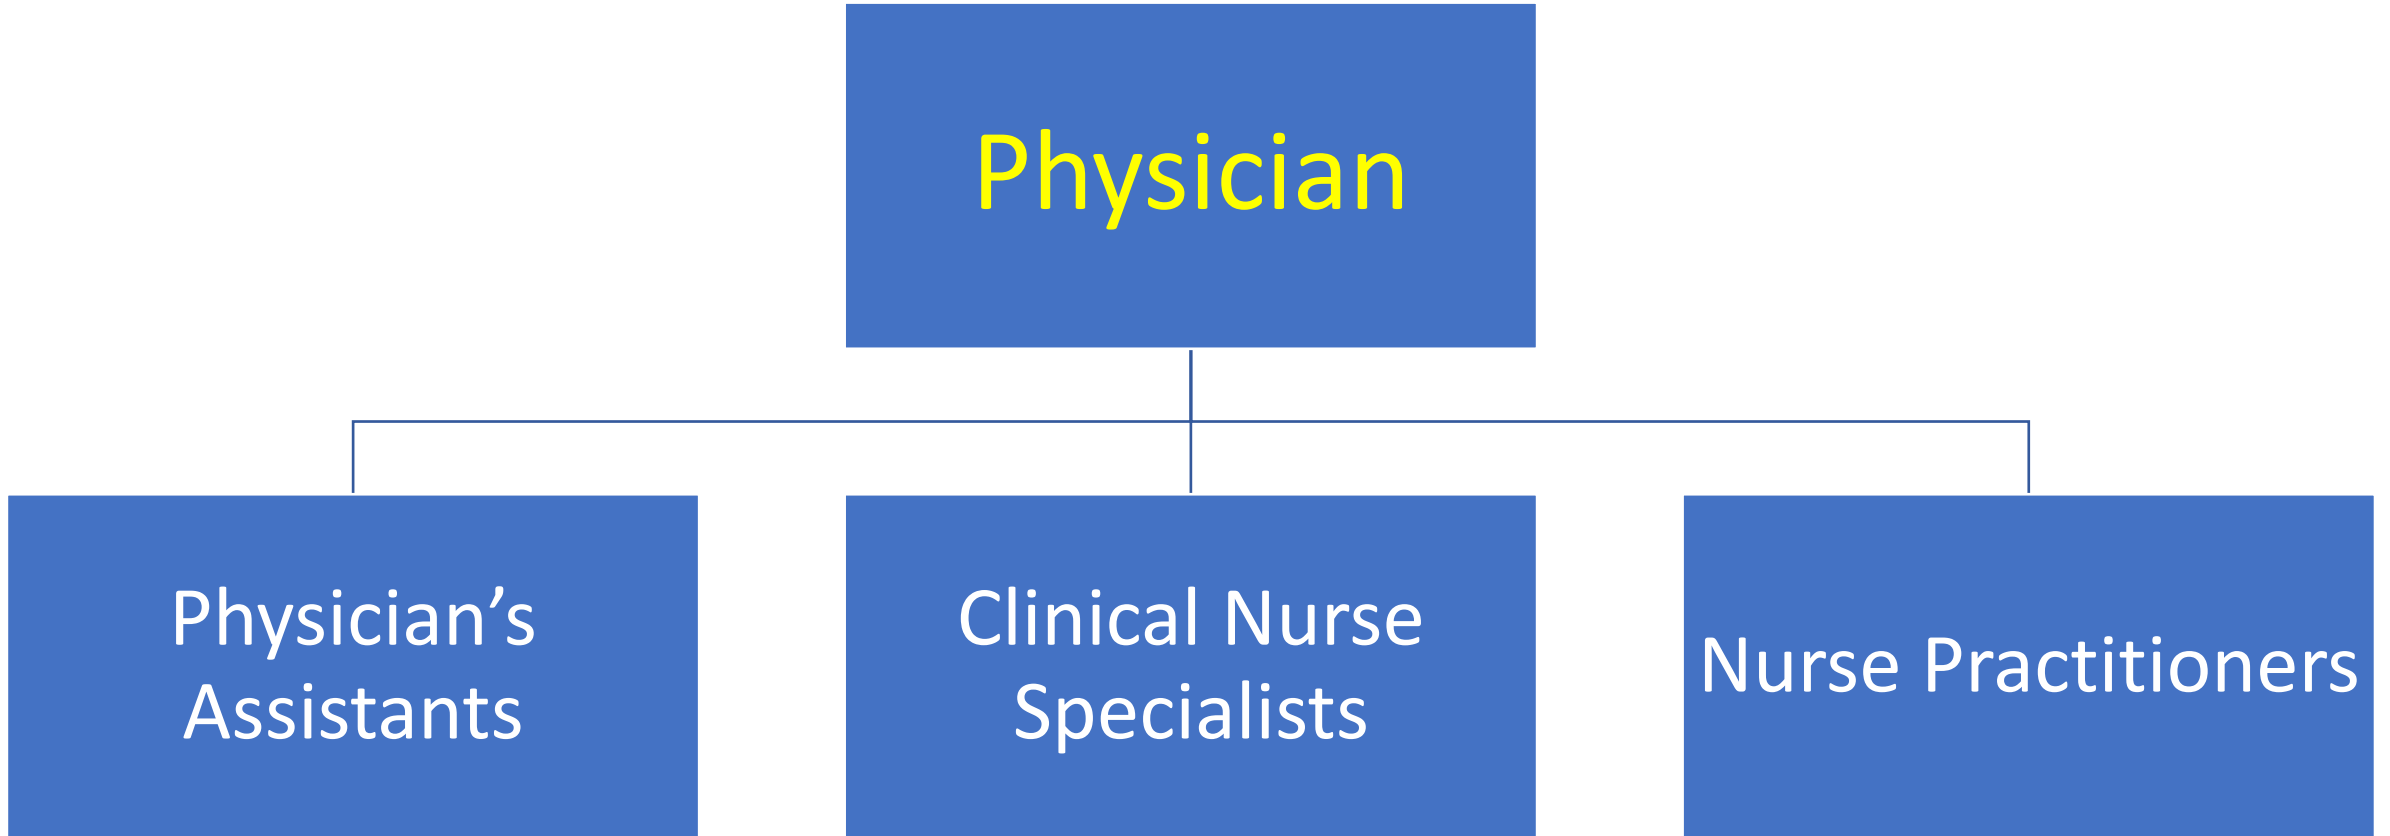 Physician
Physician’s
Assistants
Clinical Nurse
Specialists
Nurse Practitioners